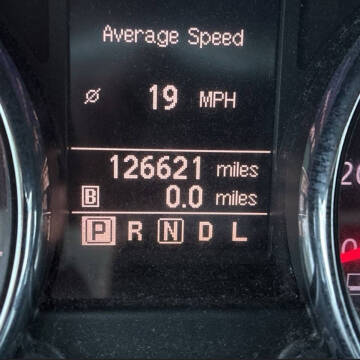 Average Speed
Ø 19 MPH
126621 miles
B 0.0 miles
P R N D L